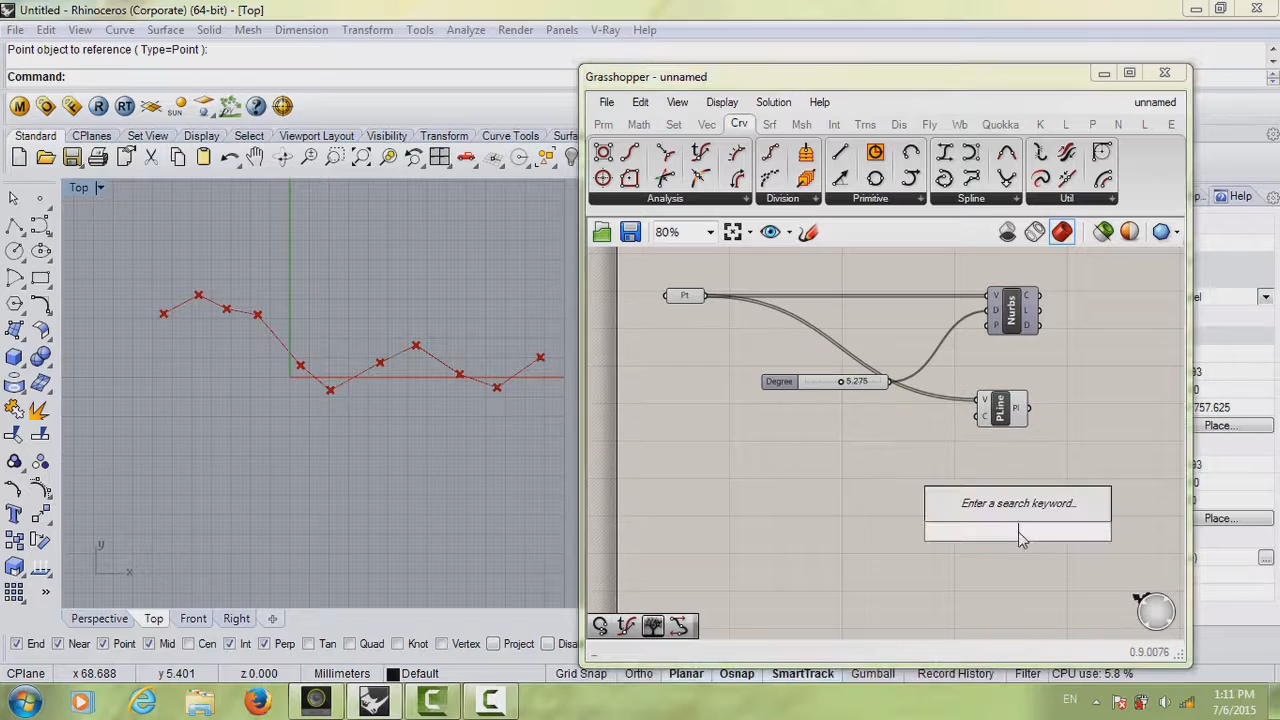 Untitled - Rhinoceros (Corporate) (64-bit) - [Top]
File Edit View Curve Surface Solid Mesh Dimension Transform Tools Analyze Render Panels V-Ray Help
Point object to reference ( Type=Point ):
Command:
Standard CPlanes Set View Display Select Viewport Layout Visibility Transform Curve Tools Surfa
Top
Grasshopper - unnamed
File Edit View Display Solution Help unnamed
Prm Math Set Vec Crv Srf Msh Int Trns Dis Fly Wb Quokka K L P N L E
Analysis Division Primitive Spline Util
80%
Help
Pt
V D P Nurbs C L D
Degree 5.275
V C PLine Pl
Enter a search keyword...
93
757.625
Place...
93
Place...
y
x
0.9.0076
Perspective Top Front Right
End Near Point Mid Cen Int Perp Tan Quad Knot Vertex Project Disa
CPlane x 68.688 y 5.401 z 0.000 Millimeters Default Grid Snap Ortho Planar Osnap SmartTrack Gumball Record History Filter CPU use: 5.8 %
SUN
EN
1:11 PM
7/6/2015